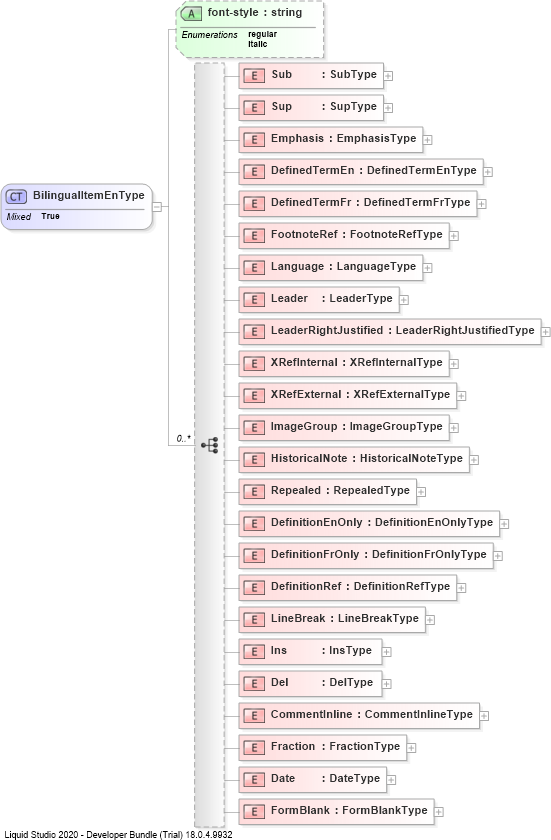 A font-style : string
Enumerations regular
italic
E Sub : SubType
E Sup : SupType
E Emphasis : EmphasisType
E DefinedTermEn : DefinedTermEnType
CT BilingualItemEnType
Mixed True
E DefinedTermFr : DefinedTermFrType
E FootnoteRef : FootnoteRefType
E Language : LanguageType
E Leader : LeaderType
E LeaderRightJustified : LeaderRightJustifiedType
E XRefInternal : XRefInternalType
E XRefExternal : XRefExternalType
E ImageGroup : ImageGroupType
0..*
E HistoricalNote : HistoricalNoteType
E Repealed : RepealedType
E DefinitionEnOnly : DefinitionEnOnlyType
E DefinitionFrOnly : DefinitionFrOnlyType
E DefinitionRef : DefinitionRefType
E LineBreak : LineBreakType
E Ins : InsType
E Del : DelType
E CommentInline : CommentInlineType
E Fraction : FractionType
E Date : DateType
E FormBlank : FormBlankType
Liquid Studio 2020 - Developer Bundle (Trial) 18.0.4.9932